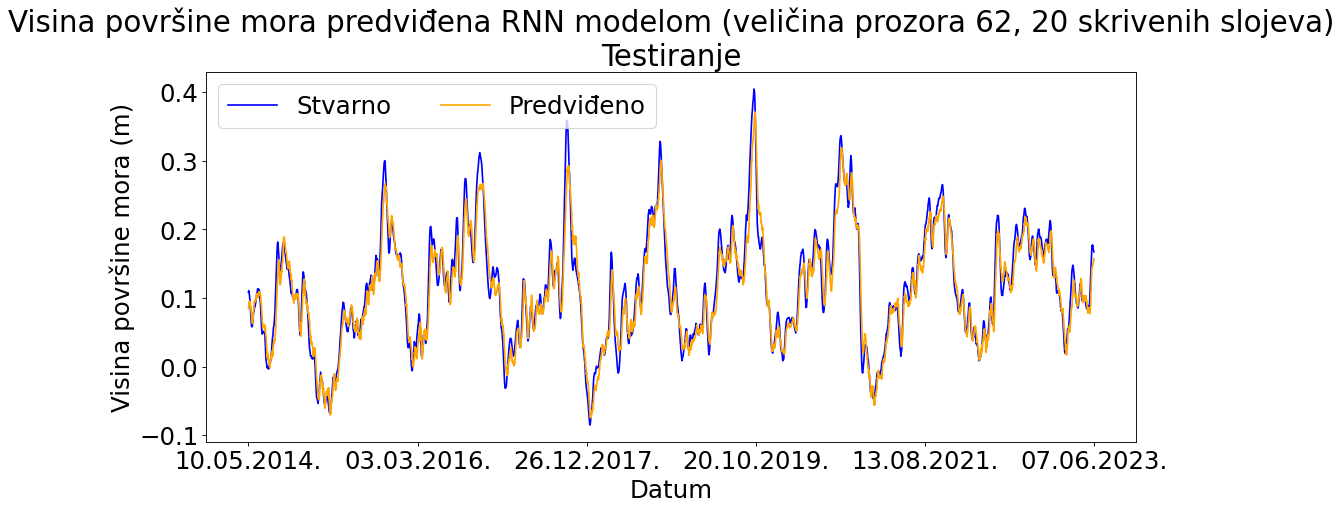 Visina površine mora predviđena RNN modelom (veličina prozora 62, 20 skrivenih slojeva)
Testiranje
Stvarno Predviđeno
Visina površine mora (m)
0.4
0.3
0.2
0.1
0.0
−0.1
10.05.2014. 03.03.2016. 26.12.2017. 20.10.2019. 13.08.2021. 07.06.2023.
Datum